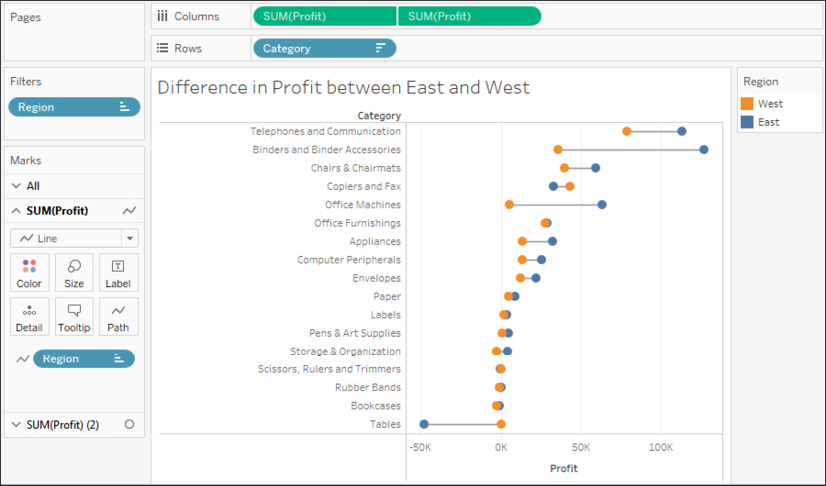 Pages
Columns
SUM(Profit)
SUM(Profit)
Rows
Category
Filters
Region
Marks
All
SUM(Profit)
Line
Color
Size
Label
Detail
Tooltip
Path
Region
SUM(Profit) (2)
Difference in Profit between East and West
Category
Telephones and Communication
Binders and Binder Accessories
Chairs & Chairmats
Copiers and Fax
Office Machines
Office Furnishings
Appliances
Computer Peripherals
Envelopes
Paper
Labels
Pens & Art Supplies
Storage & Organization
Scissors, Rulers and Trimmers
Rubber Bands
Bookcases
Tables
-50K 0K 50K 100K
Profit
Region
West
East